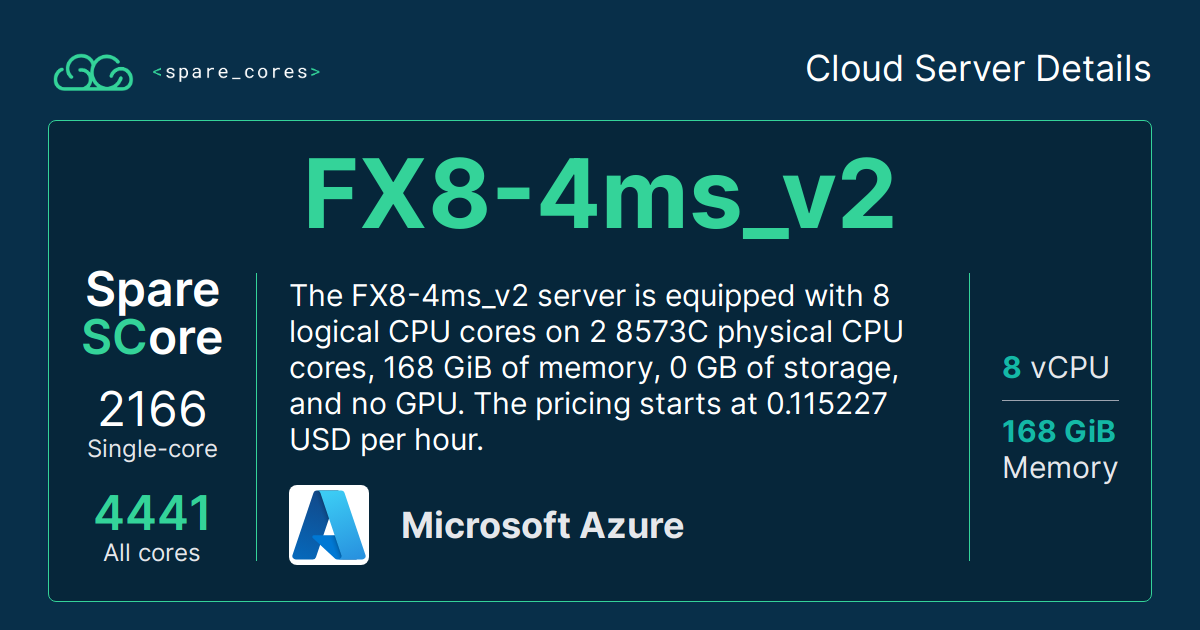 <spare_cores>
Cloud Server Details
FX8-4ms_v2
Spare
SCore
2166
Single-core
4441
All cores
The FX8-4ms_v2 server is equipped with 8
logical CPU cores on 2 8573C physical CPU
cores, 168 GiB of memory, 0 GB of storage,
and no GPU. The pricing starts at 0.115227
USD per hour.
Microsoft Azure
8 vCPU
168 GiB
Memory